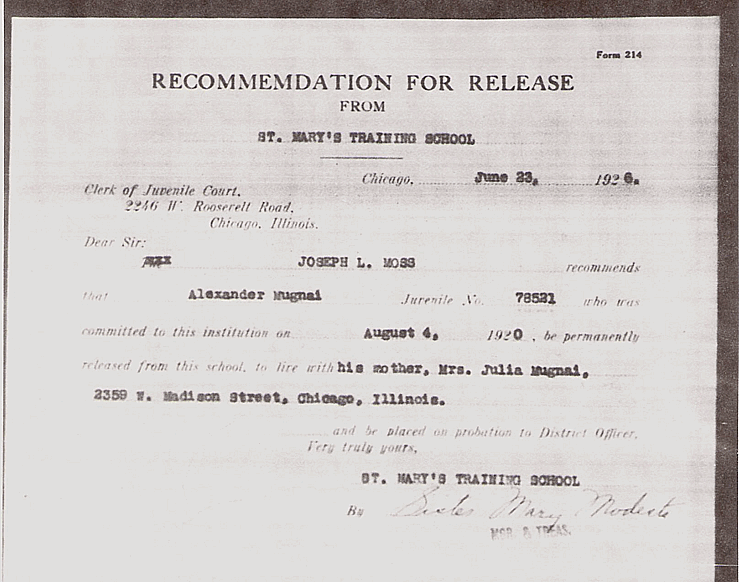 Form 214
RECOMMEMDATION FOR RELEASE
FROM
ST. MARY'S TRAINING SCHOOL
Chicago, June 23, 1926.
Clerk of Juvenile Court,
2246 W. Roosevelt Road,
Chicago, Illinois.
Dear Sir:
JOSEPH L. MOSS recommends
that Alexander Mugnai Juvenile No. 78521 who was
committed to this institution on August 4, 1920, be permanently
released from this school, to live with his mother, Mrs. Julia Mugnai,
2359 W. Madison Street, Chicago, Illinois.
and be placed on probation to District Officer.
Very truly yours,
ST. MARY'S TRAINING SCHOOL
By Sister Mary Modesta
MGR. & TREAS.